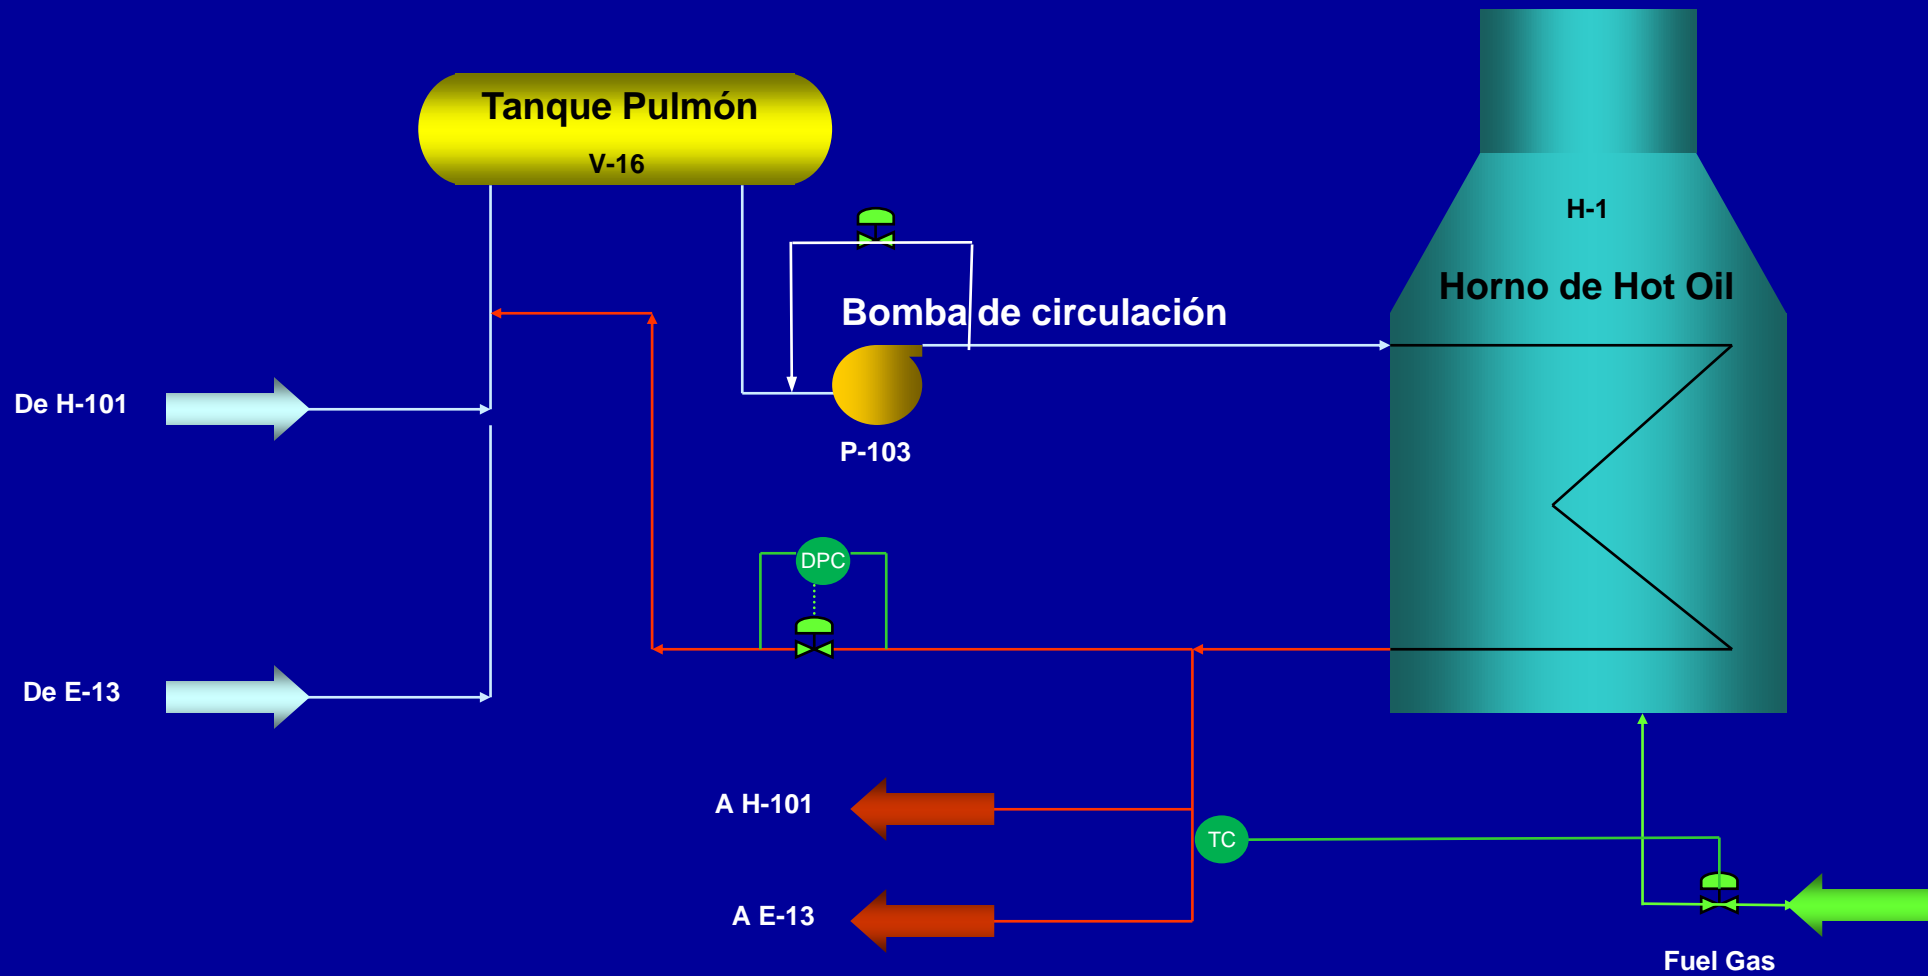 Tanque Pulmón
V-16
H-1
Horno de Hot Oil
Bomba de circulación
De H-101
P-103
DPC
De E-13
A H-101
TC
A E-13
Fuel Gas